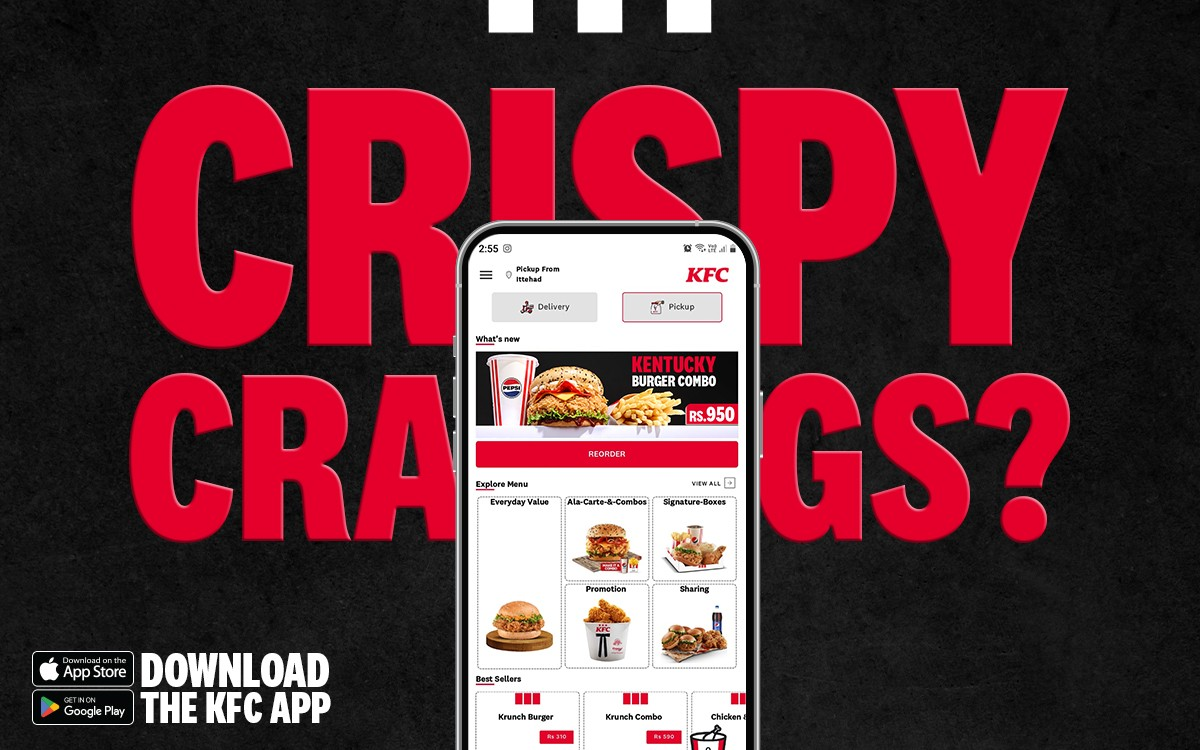 CRISPY
CRA GS?
2:55
Pickup From
Ittehad
KFC
Delivery
Pickup
What's new
PEPSI
KENTUCKY
BURGER COMBO
RS.950
REORDER
Explore Menu
VIEW ALL
Everyday Value
Ala-Carte-&-Combos
Signature-Boxes
Promotion
Sharing
KFC
Best Sellers
Krunch Burger
Krunch Combo
Chicken &
Rs 310
Rs 590
Download on the
App Store
GET IN ON
Google Play
DOWNLOAD
THE KFC APP